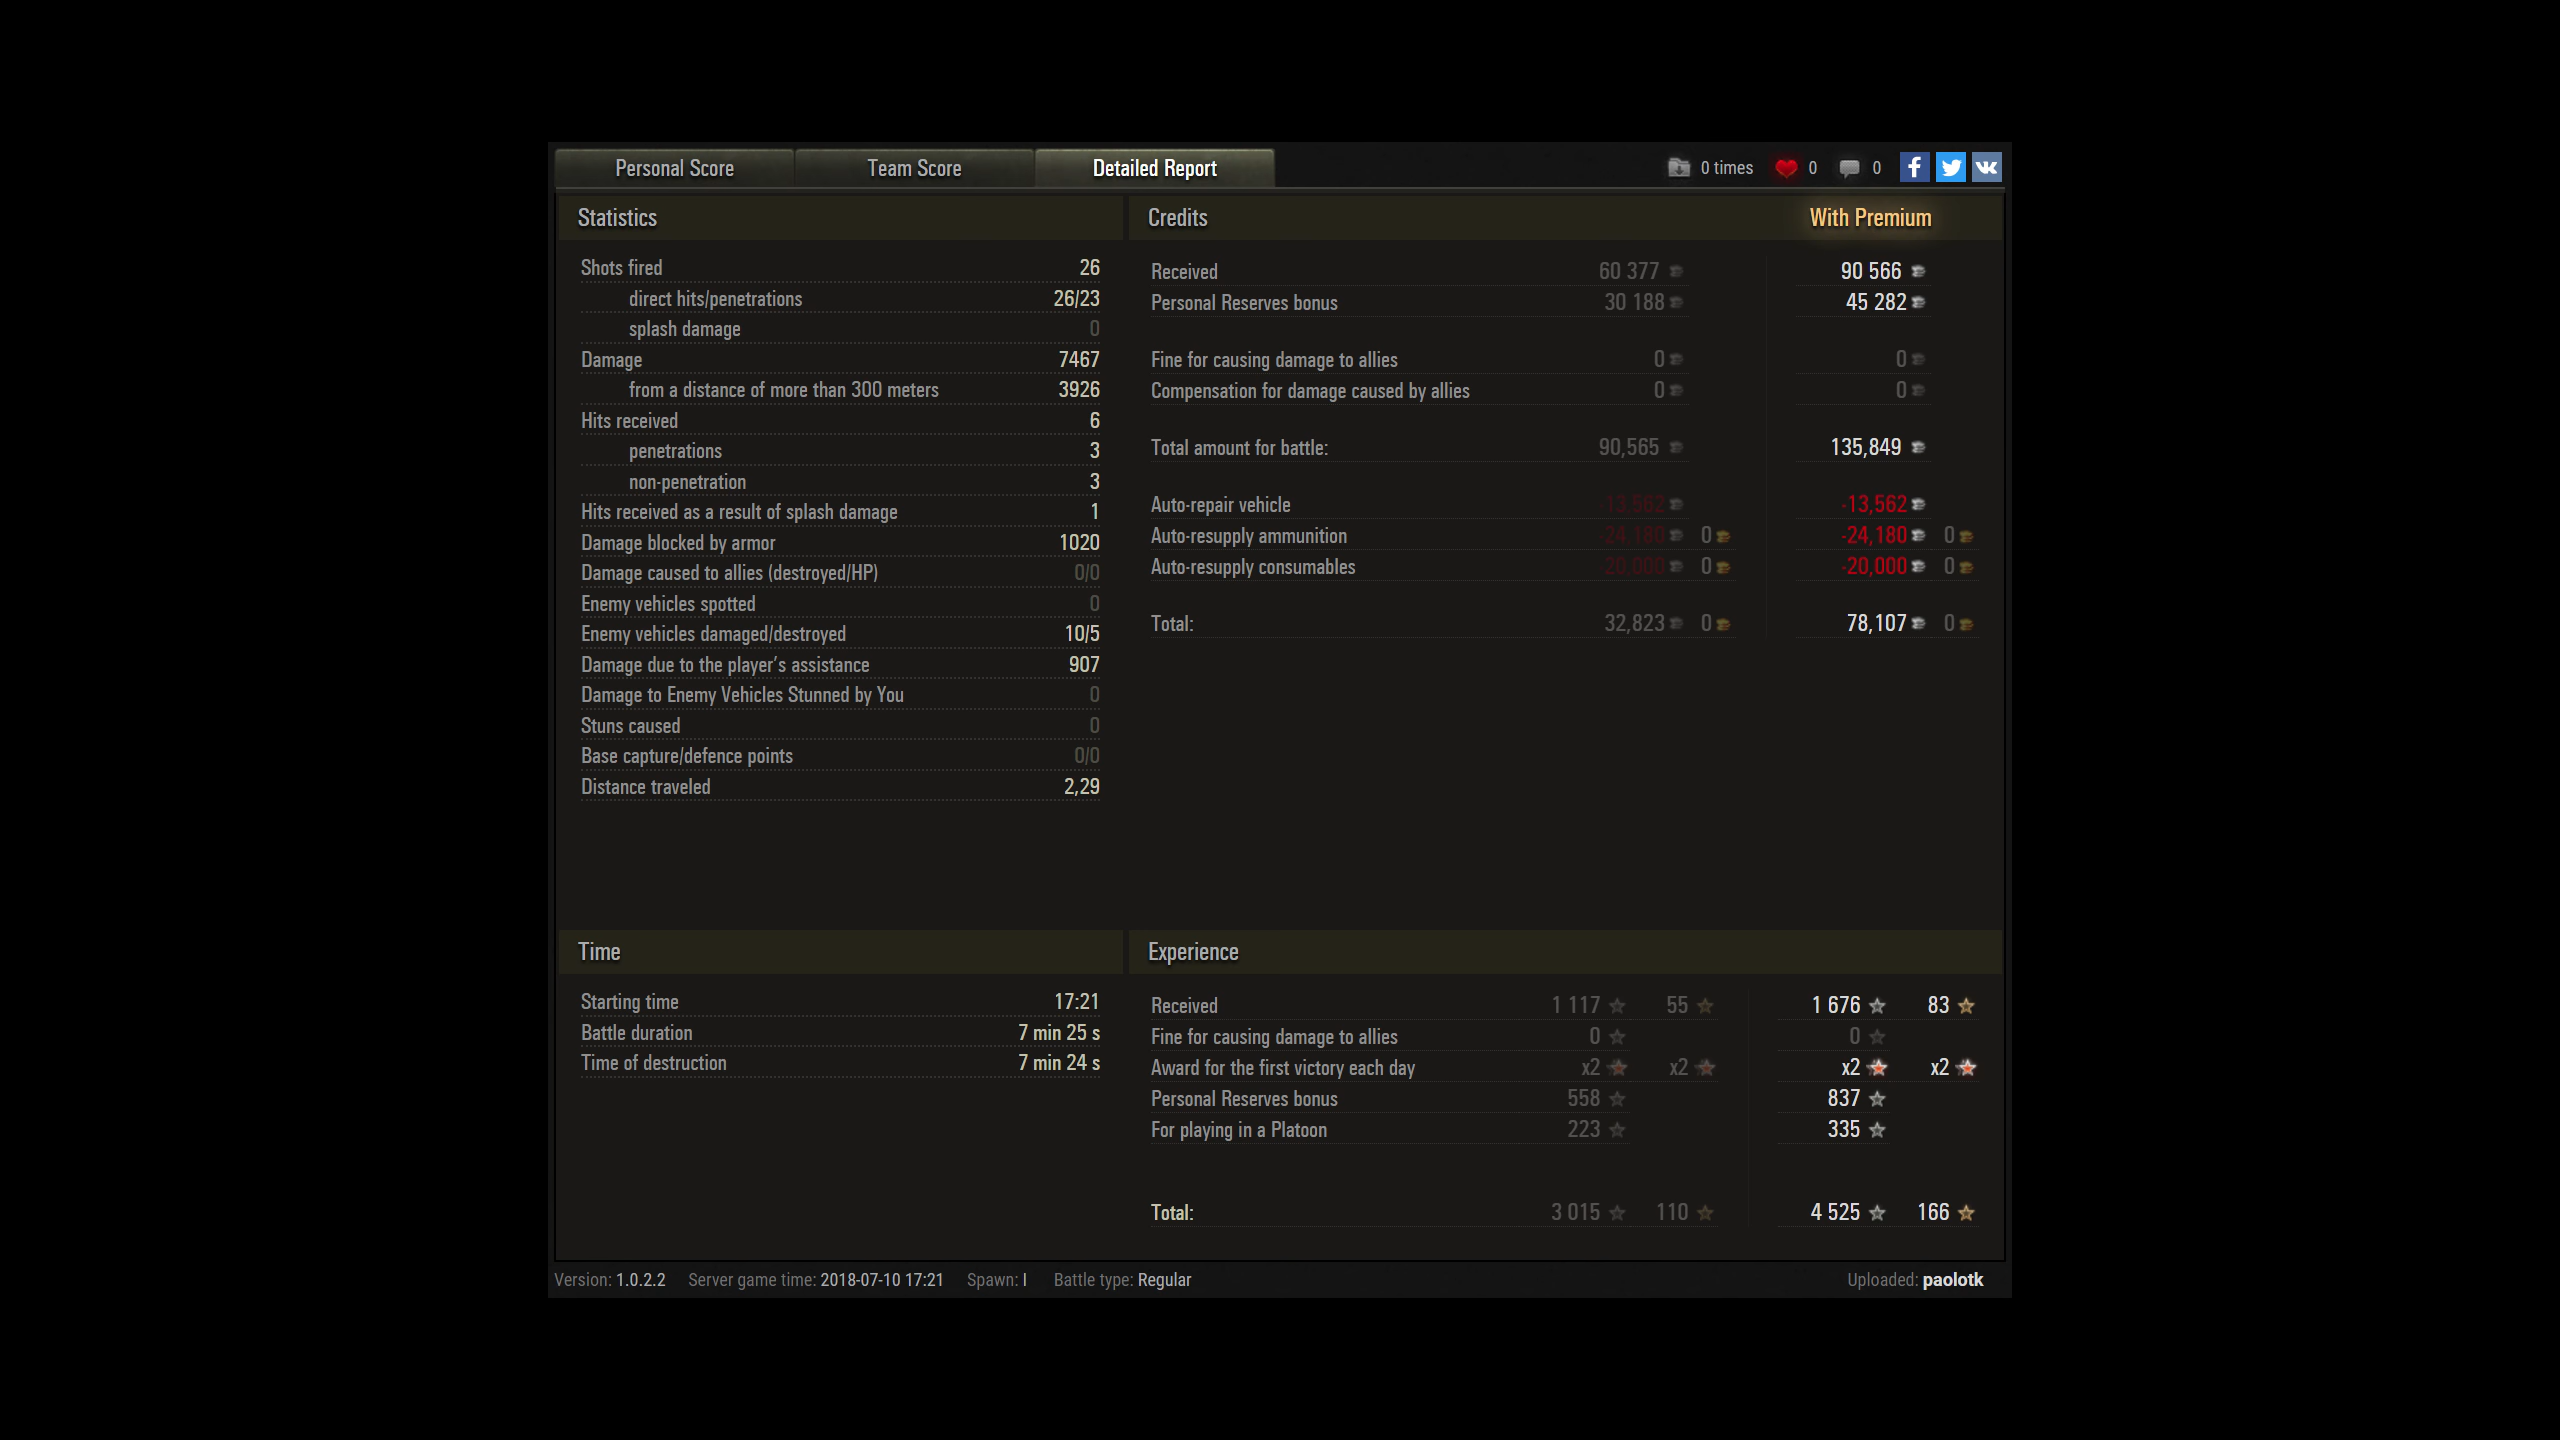 Personal Score Team Score Detailed Report 0 times 0 0
Statistics
Shots fired 26
direct hits/penetrations 26/23
splash damage 0
Damage 7467
from a distance of more than 300 meters 3926
Hits received 6
penetrations 3
non-penetration 3
Hits received as a result of splash damage 1
Damage blocked by armor 1020
Damage caused to allies (destroyed/HP) 0/0
Enemy vehicles spotted 0
Enemy vehicles damaged/destroyed 10/5
Damage due to the player's assistance 907
Damage to Enemy Vehicles Stunned by You 0
Stuns caused 0
Base capture/defence points 0/0
Distance traveled 2,29
Credits With Premium
Received 60 377 90 566
Personal Reserves bonus 30 188 45 282
Fine for causing damage to allies 0 0
Compensation for damage caused by allies 0 0
Total amount for battle: 90,565 135,849
Auto-repair vehicle -13,562 -13,562
Auto-resupply ammunition -24,180 0 -24,180 0
Auto-resupply consumables -20,000 0 -20,000 0
Total: 32,823 0 78,107 0
Time
Starting time 17:21
Battle duration 7 min 25 s
Time of destruction 7 min 24 s
Experience
Received 1 117 55 1 676 83
Fine for causing damage to allies 0 0
Award for the first victory each day x2 x2 x2 x2
Personal Reserves bonus 558 837
For playing in a Platoon 223 335
Total: 3 015 110 4 525 166
Version: 1.0.2.2 Server game time: 2018-07-10 17:21 Spawn: I Battle type: Regular Uploaded: paolotk